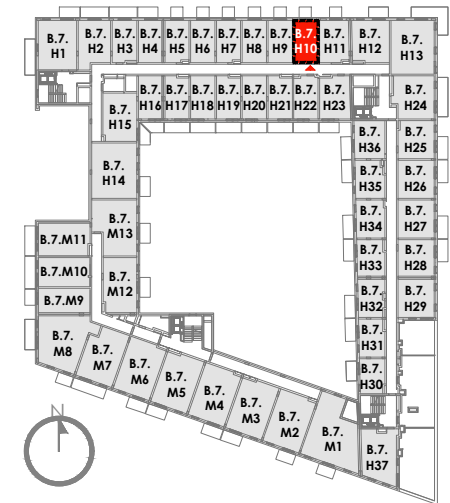 B.7.
H1
B.7.
H2
B.7.
H3
B.7.
H4
B.7.
H5
B.7.
H6
B.7.
H7
B.7.
H8
B.7.
H9
B.7.
H10
B.7.
H11
B.7.
H12
B.7.
H13
B.7.
H16
B.7.
H17
B.7.
H18
B.7.
H19
B.7.
H20
B.7.
H21
B.7.
H22
B.7.
H23
B.7.
H24
B.7.
H15
B.7.
H36
B.7.
H25
B.7.
H14
B.7.
H35
B.7.
H26
B.7.
M13
B.7.
H34
B.7.
H27
B.7.M11
B.7.
H33
B.7.
H28
B.7.M10
B.7.
M12
B.7.
H32
B.7.
H29
B.7.M9
B.7.
M8
B.7.
M7
B.7.
M6
B.7.
M5
B.7.
M4
B.7.
M3
B.7.
M2
B.7.
M1
B.7.
H31
B.7.
H30
B.7.
H37
N